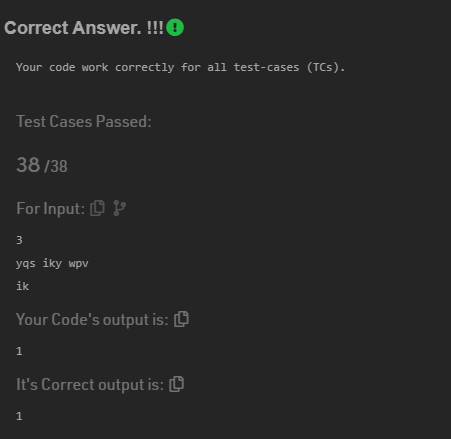 Correct Answer. !!!
Your code work correctly for all test-cases (TCs).
Test Cases Passed:
38 /38
For Input:
3
yqs iky wpv
ik
Your Code's output is:
1
It's Correct output is:
1